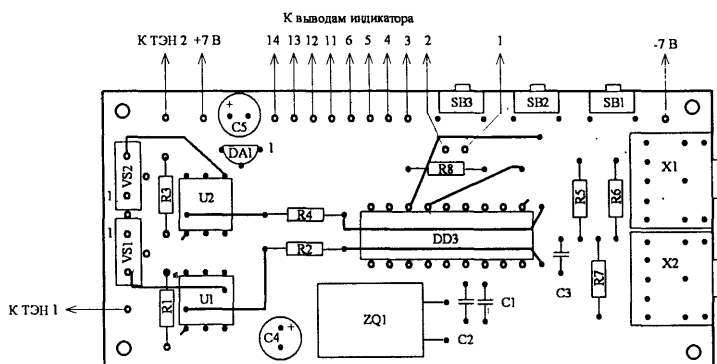 К выводам индикатора
К ТЭН 2 +7 В 14 13 12 11 6 5 4 3 2 1 -7 В
SB3 SB2 SB1
+ C5
DA1 1
VS2 R3 U2 R8 R5 R6 X1
1
R4
1
VS1 R2 DD3
C3 R7 X2
R1 U1
К ТЭН 1
ZQ1 C1
C4 + C2